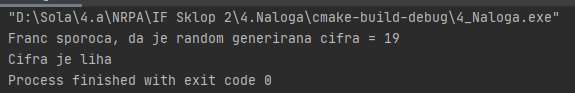 "D:\Sola\4.a\NRPA\IF Sklop 2\4.Naloga\cmake-build-debug\4_Naloga.exe"
Franc sporoca, da je random generirana cifra = 19
Cifra je liha
Process finished with exit code 0